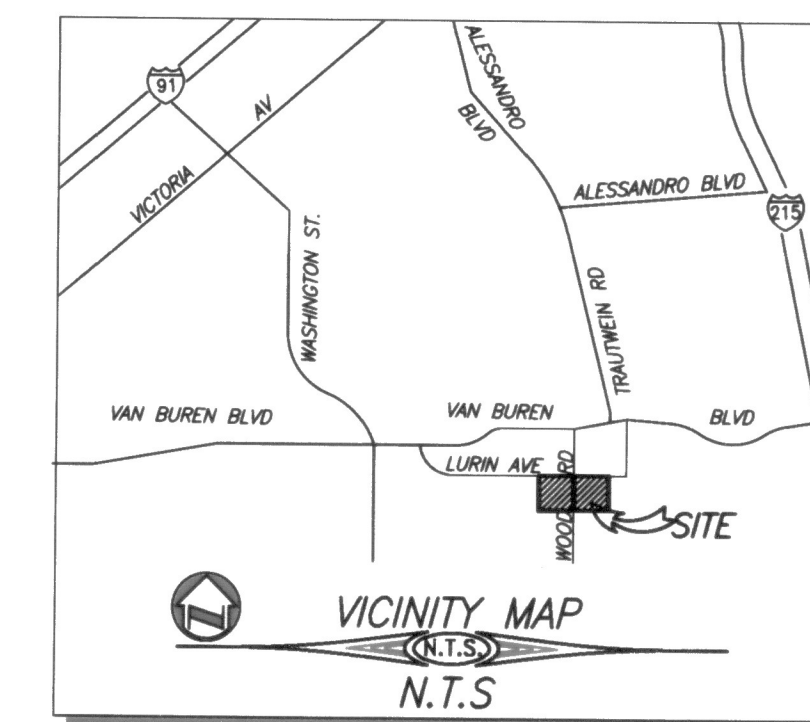 ALESSANDRO
BLVD
91
AV
VICTORIA
ALESSANDRO BLVD
215
WASHINGTON ST.
TRAUTWEIN RD
VAN BUREN BLVD
VAN BUREN
BLVD
LURIN AVE
WOOD RD
SITE
VICINITY MAP
N.T.S.
N.T.S